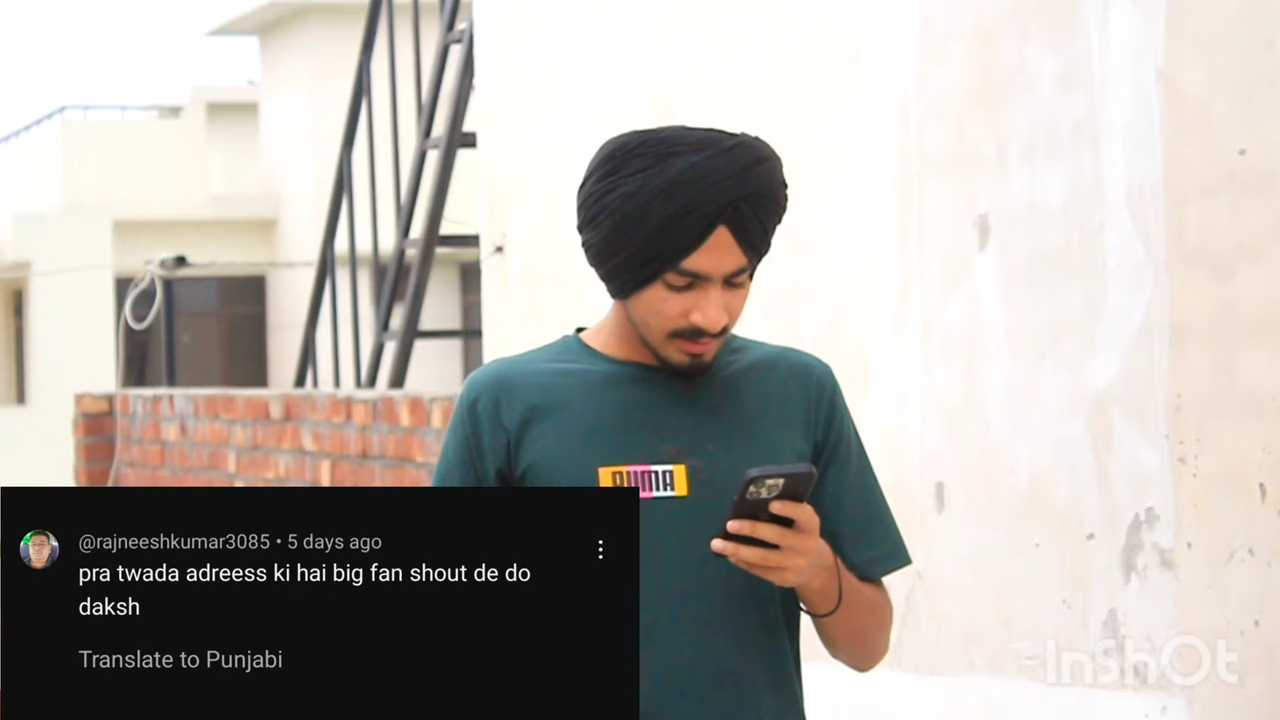 PUMA
@rajneeshkumar3085 • 5 days ago
pra twada adreess ki hai big fan shout de do
daksh
Translate to Punjabi
InShOt